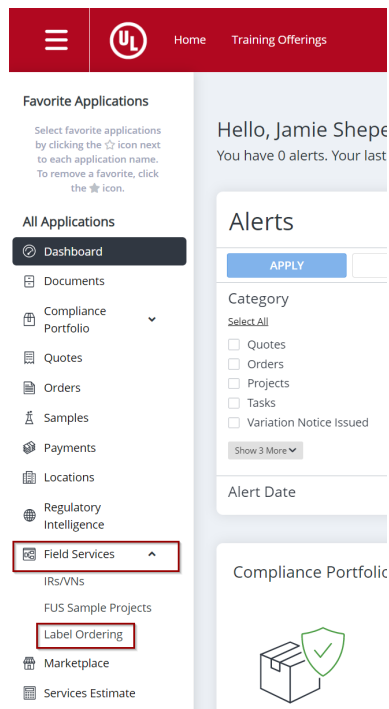 UL
Home Training Offerings
Favorite Applications
Select favorite applications
by clicking the ☆ icon next
to each application name.
To remove a favorite, click
the ★ icon.
All Applications
Dashboard
Documents
Compliance
Portfolio
Quotes
Orders
Samples
Payments
Locations
Regulatory
Intelligence
Field Services
IRs/VNs
FUS Sample Projects
Label Ordering
Marketplace
Services Estimate
Hello, Jamie Shepe
You have 0 alerts. Your last
Alerts
APPLY
Category
Select All
Quotes
Orders
Projects
Tasks
Variation Notice Issued
Show 3 More
Alert Date
Compliance Portfolio